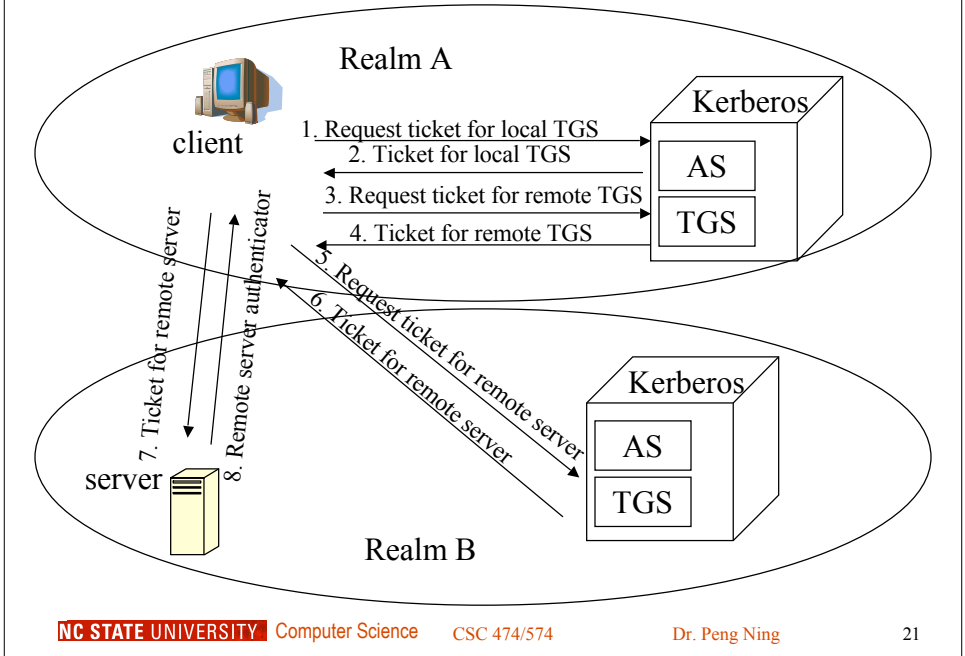 Realm A
Kerberos
client
1. Request ticket for local TGS
2. Ticket for local TGS
AS
3. Request ticket for remote TGS
TGS
4. Ticket for remote TGS
5. Request ticket for remote server
6. Ticket for remote server
7. Ticket for remote server
8. Remote server authenticator
Kerberos
AS
server
TGS
Realm B
NC STATE UNIVERSITY Computer Science CSC 474/574 Dr. Peng Ning 21